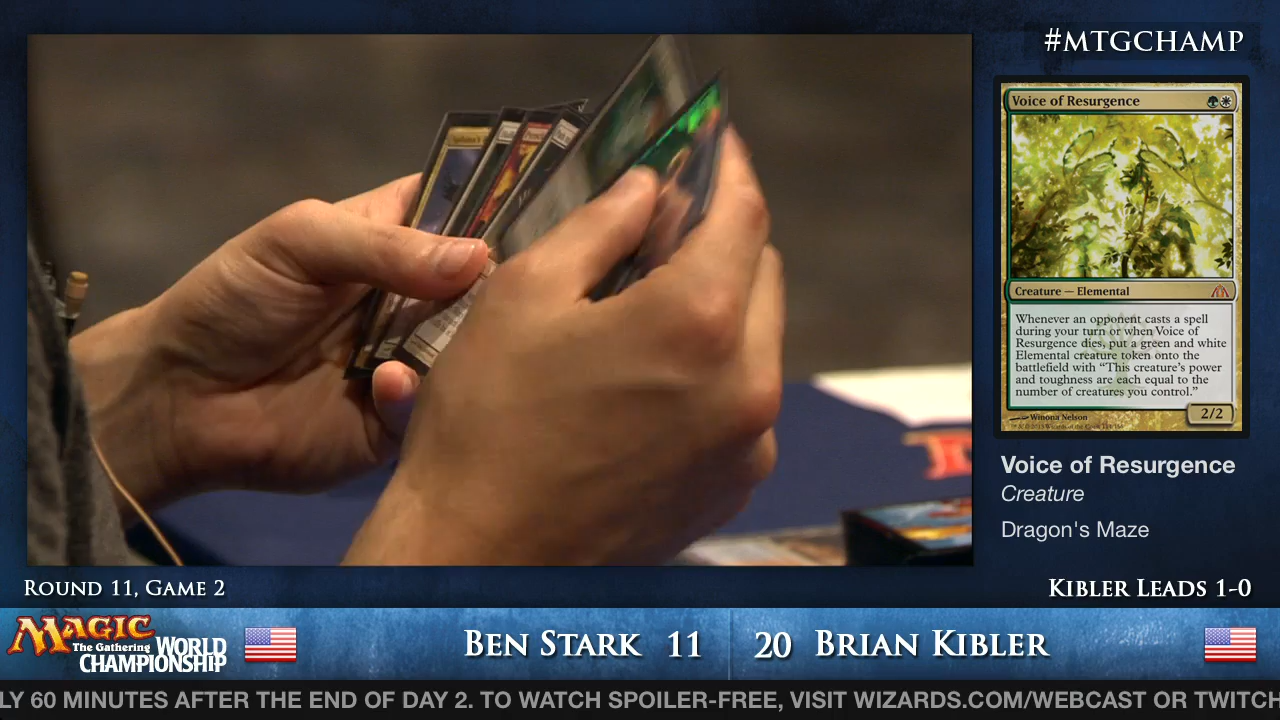 #MTGCHAMP
Voice of Resurgence
Creature — Elemental
Whenever an opponent casts a spell
during your turn or when Voice of
Resurgence dies, put a green and white
Elemental creature token onto the
battlefield with “This creature's power
and toughness are each equal to the
number of creatures you control.”
2/2
Winona Nelson
Voice of Resurgence
Creature
Dragon's Maze
Round 11, Game 2
Kibler Leads 1-0
Magic
The Gathering
World
Championship
Ben Stark 11
20 Brian Kibler
LY 60 MINUTES AFTER THE END OF DAY 2. TO WATCH SPOILER-FREE, VISIT WIZARDS.COM/WEBCAST OR TWITCH